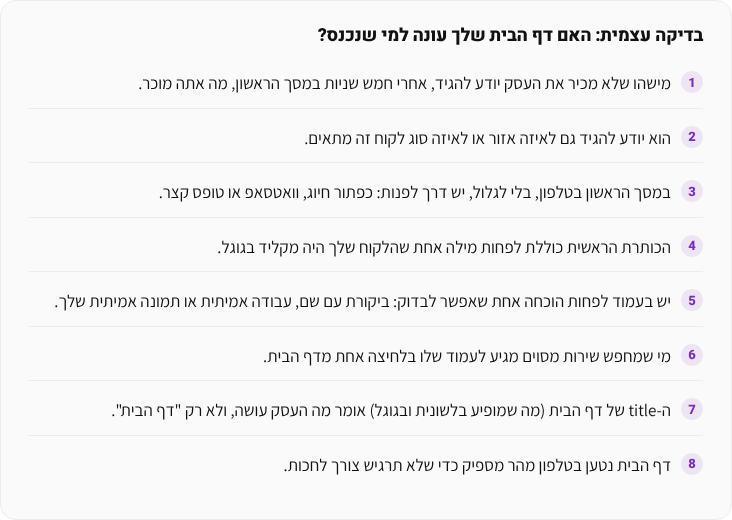 בדיקה עצמית: האם דף הבית שלך עונה למי שנכנס?
1 מישהו שלא מכיר את העסק יודע להגיד, אחרי חמש שניות במסך הראשון, מה אתה מוכר.
2 הוא יודע להגיד גם לאיזה אזור או לאיזה סוג לקוח זה מתאים.
3 במסך הראשון בטלפון, בלי לגלול, יש דרך לפנות: כפתור חיוג, וואטסאפ או טופס קצר.
4 הכותרת הראשית כוללת לפחות מילה אחת שהלקוח שלך היה מקליד בגוגל.
5 יש בעמוד לפחות הוכחה אחת שאפשר לבדוק: ביקורת עם שם, עבודה אמיתית או תמונה אמיתית שלך.
6 מי שמחפש שירות מסוים מגיע לעמוד שלו בלחיצה אחת מדף הבית.
7 ה-title של דף הבית (מה שמופיע בלשונית ובגוגל) אומר מה העסק עושה, ולא רק "דף הבית".
8 דף הבית נטען בטלפון מהר מספיק כדי שלא תרגיש צורך לחכות.